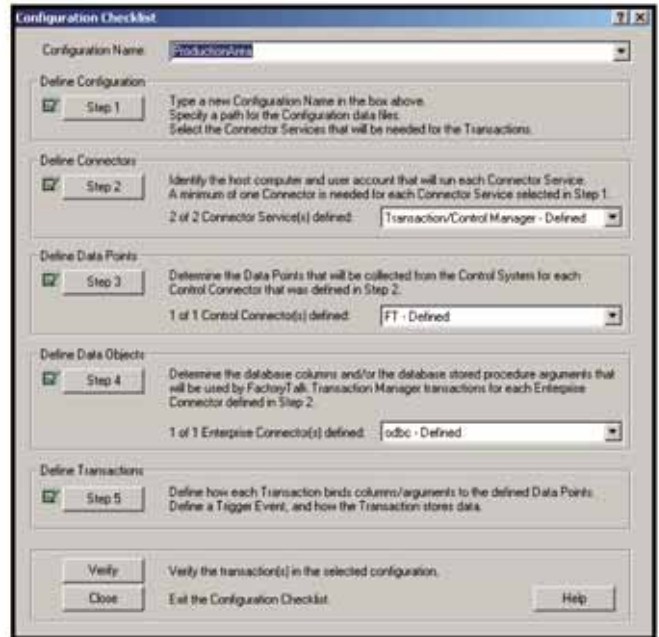 Configuration Checklist
Configuration Name:
ProductionArea
Define Configuration
Step 1
Type a new Configuration Name in the box above.
Specify a path for the Configuration data files.
Select the Connector Services that will be needed for the Transactions.
Define Connectors
Step 2
Identify the host computer and user account that will run each Connector Service.
A minimum of one Connector is needed for each Connector Service selected in Step 1.
2 of 2 Connector Service(s) defined:
Transaction/Control Manager - Defined
Define Data Points
Step 3
Determine the Data Points that will be collected from the Control System for each
Control Connector that was defined in Step 2.
1 of 1 Control Connector(s) defined:
FT - Defined
Define Data Objects
Step 4
Determine the database columns and/or the database stored procedure arguments that
will be used by FactoryTalk Transaction Manager transactions for each Enterprise
Connector defined in Step 2.
1 of 1 Enterprise Connector(s) defined:
odbc - Defined
Define Transactions
Step 5
Define how each Transaction binds columns/arguments to the defined Data Points.
Define a Trigger Event, and how the Transaction stores data.
Verify
Verify the transaction(s) in the selected configuration.
Close
Exit the Configuration Checklist.
Help